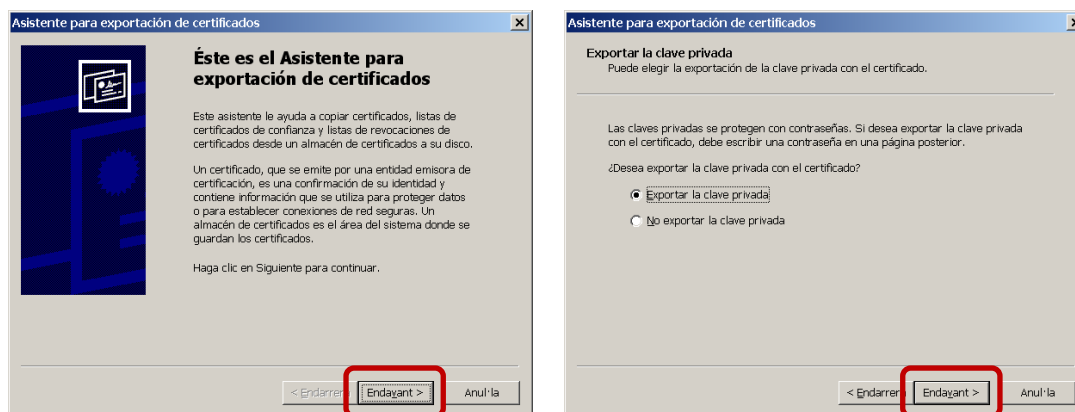 Asistente para exportación de certificados
Éste es el Asistente para
exportación de certificados
Este asistente le ayuda a copiar certificados, listas de
certificados de confianza y listas de revocaciones de
certificados desde un almacén de certificados a su disco.
Un certificado, que se emite por una entidad emisora de
certificación, es una confirmación de su identidad y
contiene información que se utiliza para proteger datos
o para establecer conexiones de red seguras. Un
almacén de certificados es el área del sistema donde se
guardan los certificados.
Haga clic en Siguiente para continuar.
< Endarrere
Endavant >
Anul·la
Asistente para exportación de certificados
Exportar la clave privada
Puede elegir la exportación de la clave privada con el certificado.
Las claves privadas se protegen con contraseñas. Si desea exportar la clave privada
con el certificado, debe escribir una contraseña en una página posterior.
¿Desea exportar la clave privada con el certificado?
Exportar la clave privada
No exportar la clave privada
< Endarrere
Endavant >
Anul·la